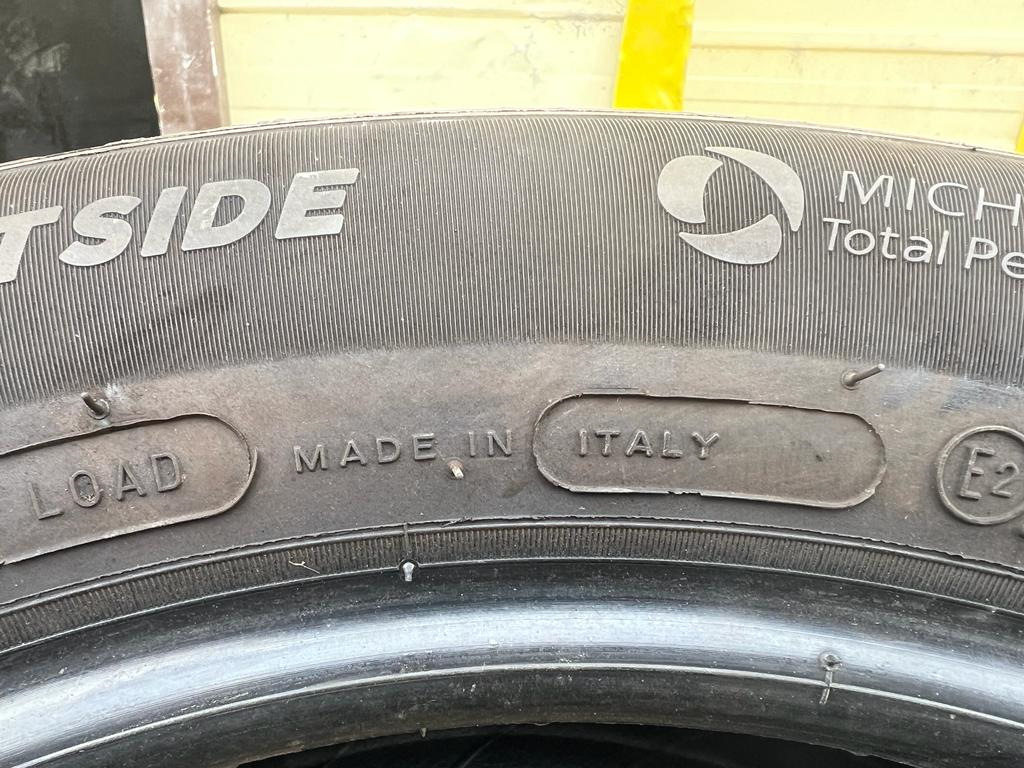 TSIDE
MICH
Total Pe
LOAD
MADE IN ITALY
E2